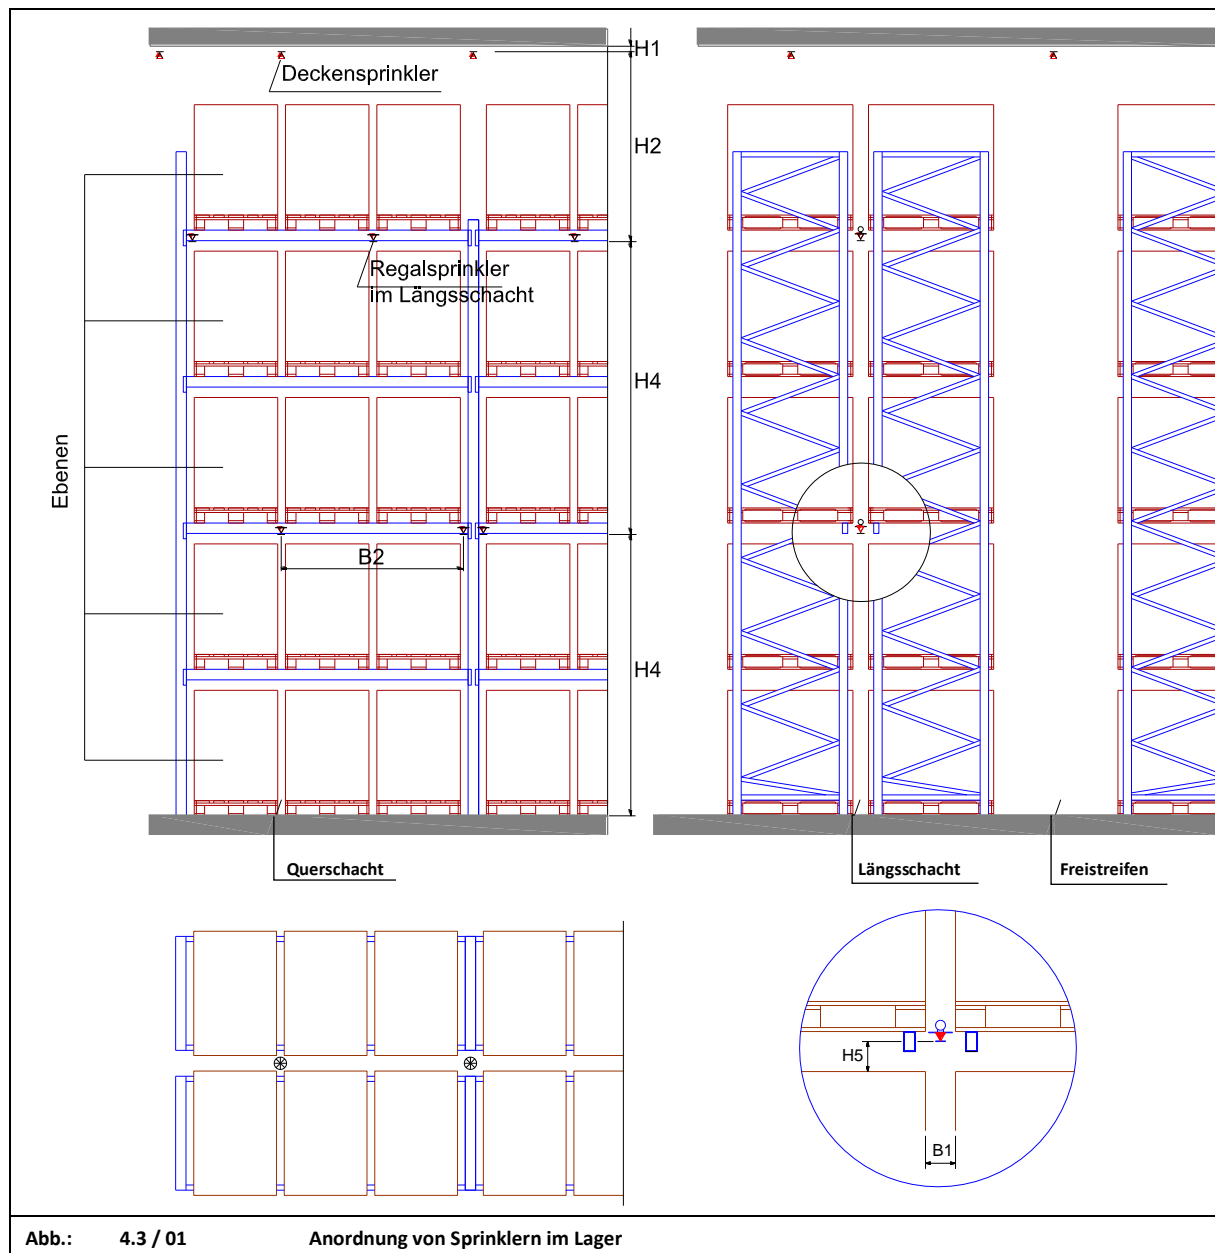 H1
Deckensprinkler
H2
Regalsprinkler
im Längsschacht
H4
Ebenen
B2
H4
Querschacht
Längsschacht
Freistreifen
H5
B1
Abb.: 4.3 / 01 Anordnung von Sprinklern im Lager